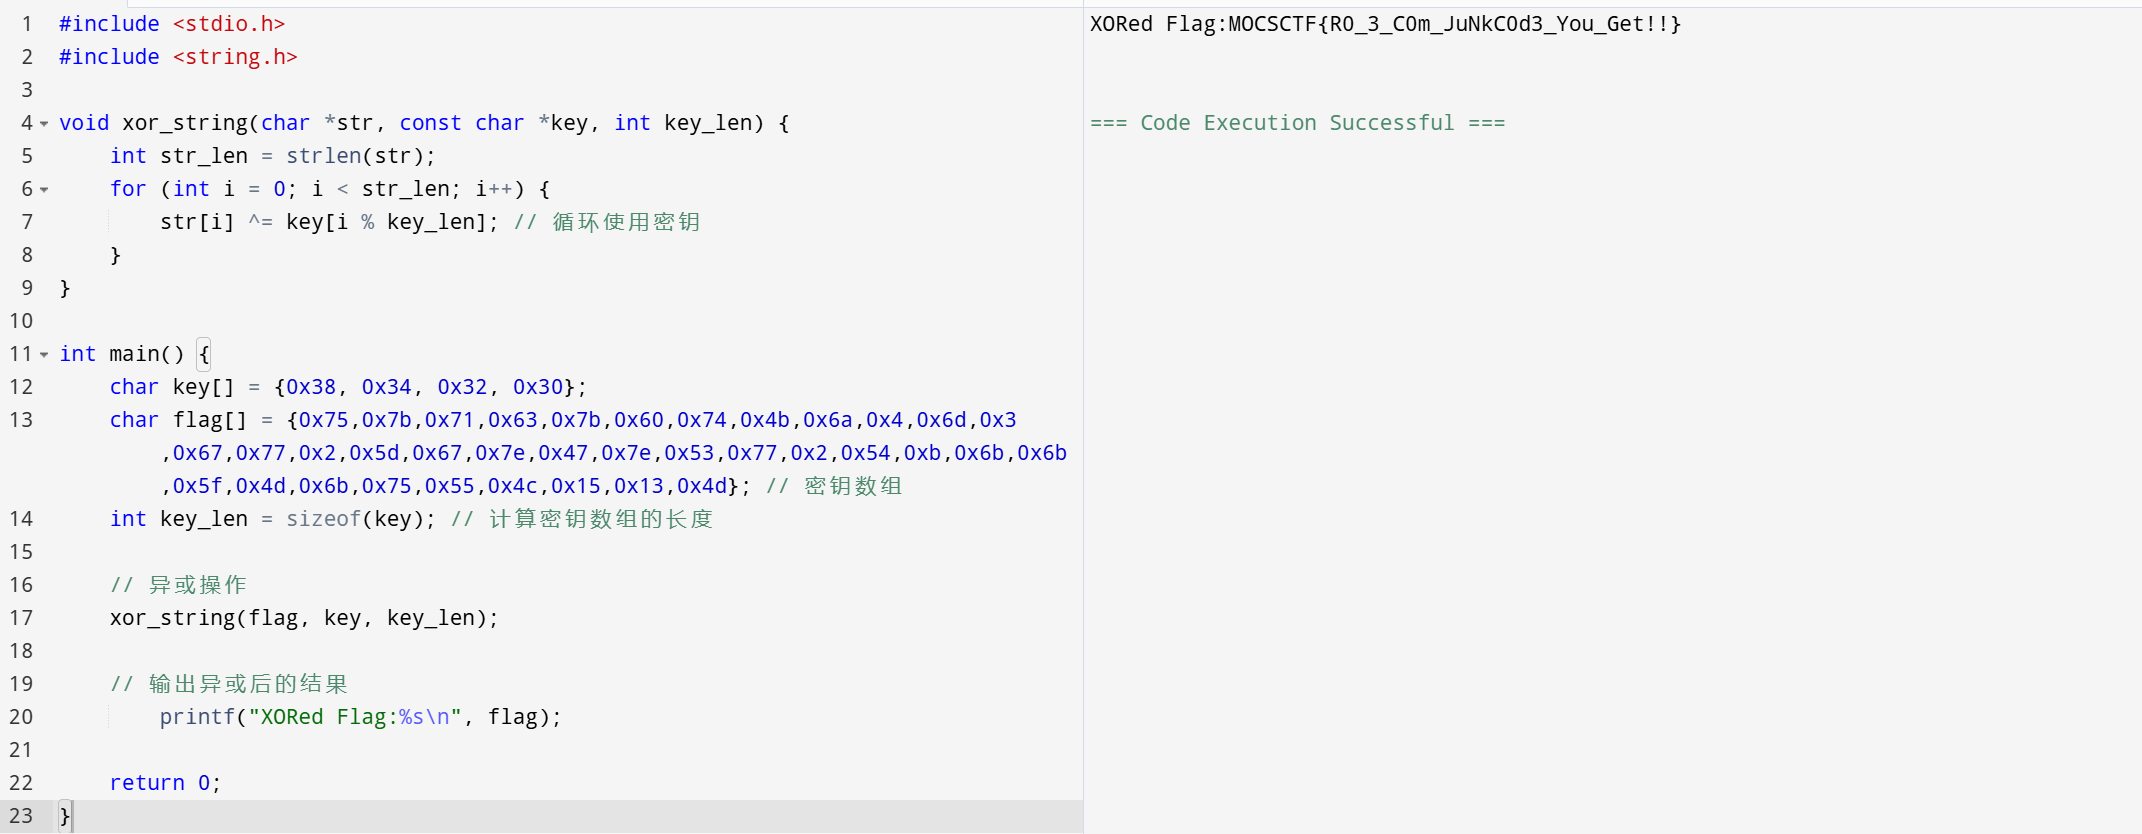 1 #include <stdio.h>
2 #include <string.h>
3
4 void xor_string(char *str, const char *key, int key_len) {
5     int str_len = strlen(str);
6     for (int i = 0; i < str_len; i++) {
7         str[i] ^= key[i % key_len]; // 循环使用密钥
8     }
9 }
10
11 int main() {
12     char key[] = {0x38, 0x34, 0x32, 0x30};
13     char flag[] = {0x75,0x7b,0x71,0x63,0x7b,0x60,0x74,0x4b,0x6a,0x4,0x6d,0x3
        ,0x67,0x77,0x2,0x5d,0x67,0x7e,0x47,0x7e,0x53,0x77,0x2,0x54,0xb,0x6b,0x6b
        ,0x5f,0x4d,0x6b,0x75,0x55,0x4c,0x15,0x13,0x4d}; // 密钥数组
14     int key_len = sizeof(key); // 计算密钥数组的长度
15
16     // 异或操作
17     xor_string(flag, key, key_len);
18
19     // 输出异或后的结果
20         printf("XORed Flag:%s\n", flag);
21
22     return 0;
23 }
XORed Flag:MOCSCTF{R0_3_C0m_JuNkC0d3_You_Get!!}
=== Code Execution Successful ===